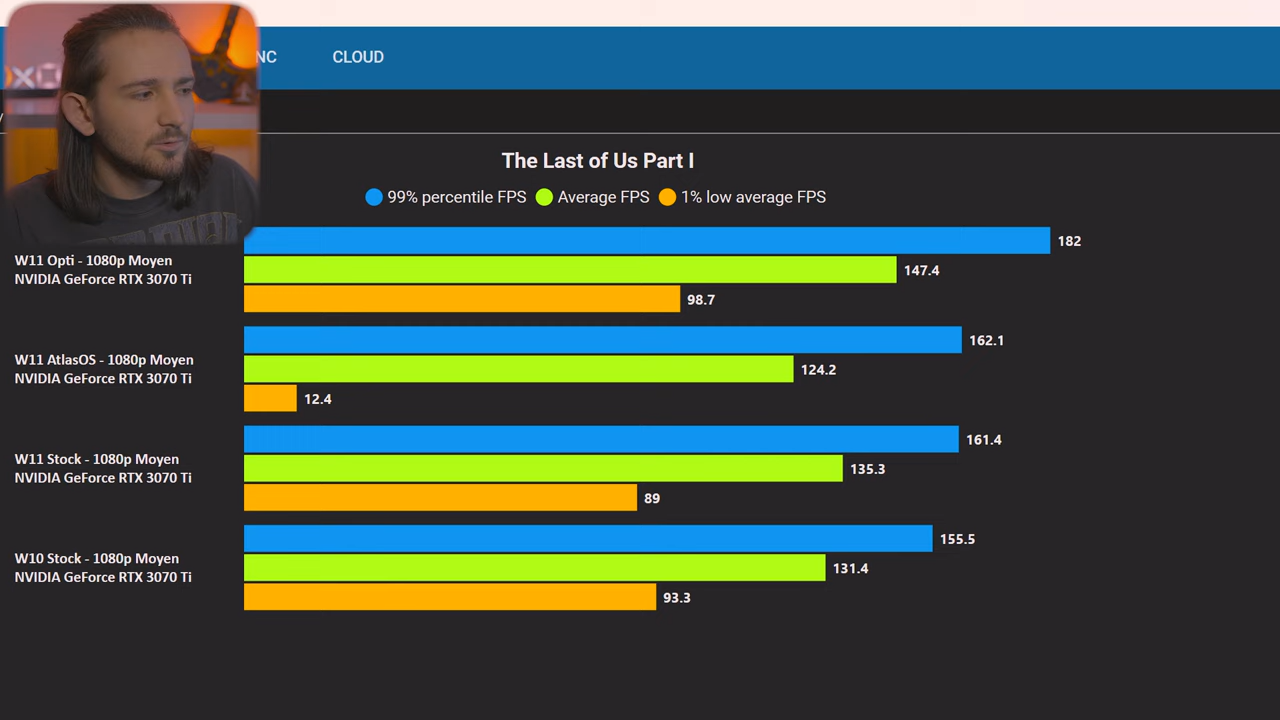 NC
CLOUD
The Last of Us Part I
99% percentile FPS
Average FPS
1% low average FPS
W11 Opti - 1080p Moyen
NVIDIA GeForce RTX 3070 Ti
182
147.4
98.7
W11 AtlasOS - 1080p Moyen
NVIDIA GeForce RTX 3070 Ti
162.1
124.2
12.4
W11 Stock - 1080p Moyen
NVIDIA GeForce RTX 3070 Ti
161.4
135.3
89
W10 Stock - 1080p Moyen
NVIDIA GeForce RTX 3070 Ti
155.5
131.4
93.3